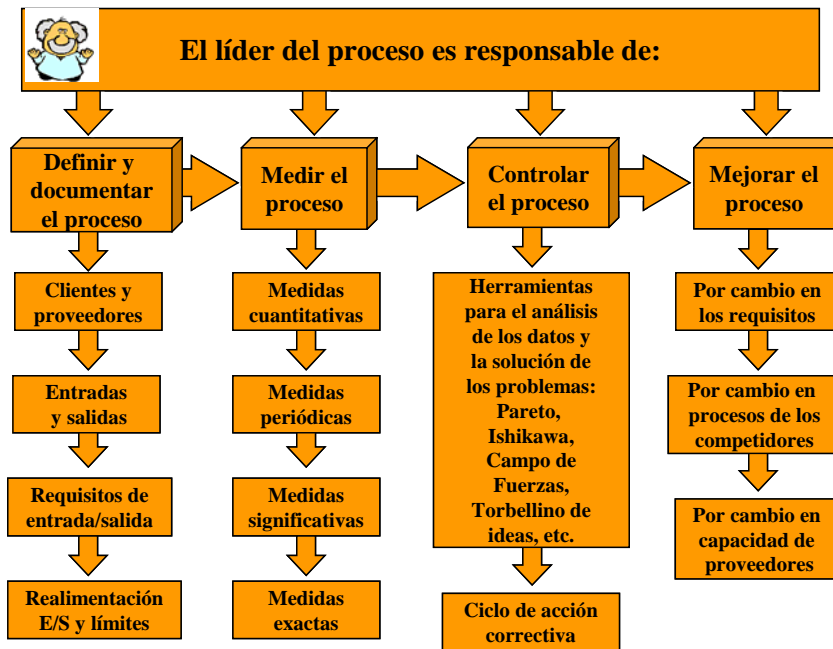 El líder del proceso es responsable de:
Definir y
documentar
el proceso
Medir el
proceso
Controlar
el proceso
Mejorar el
proceso
Clientes y
proveedores
Entradas
y salidas
Requisitos de
entrada/salida
Realimentación
E/S y límites
Medidas
cuantitativas
Medidas
periódicas
Medidas
significativas
Medidas
exactas
Herramientas
para el análisis
de los datos y
la solución de
los problemas:
Pareto,
Ishikawa,
Campo de
Fuerzas,
Torbellino de
ideas, etc.
Ciclo de acción
correctiva
Por cambio en
los requisitos
Por cambio en
procesos de los
competidores
Por cambio en
capacidad de
proveedores